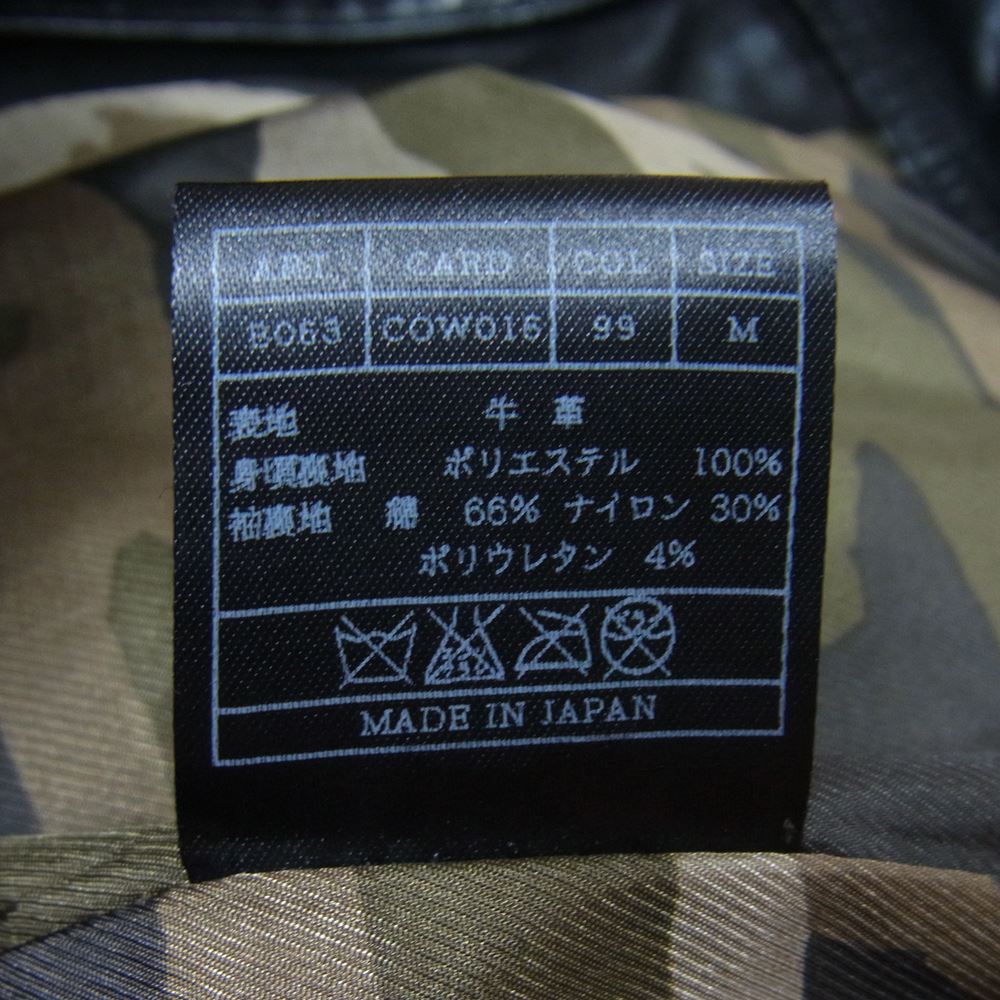 ART CARD COL SIZE
B063 COW016 99 M
表地 牛革
身頃裏地 ポリエステル 100%
袖裏地 綿 66% ナイロン 30%
ポリウレタン 4%
MADE IN JAPAN